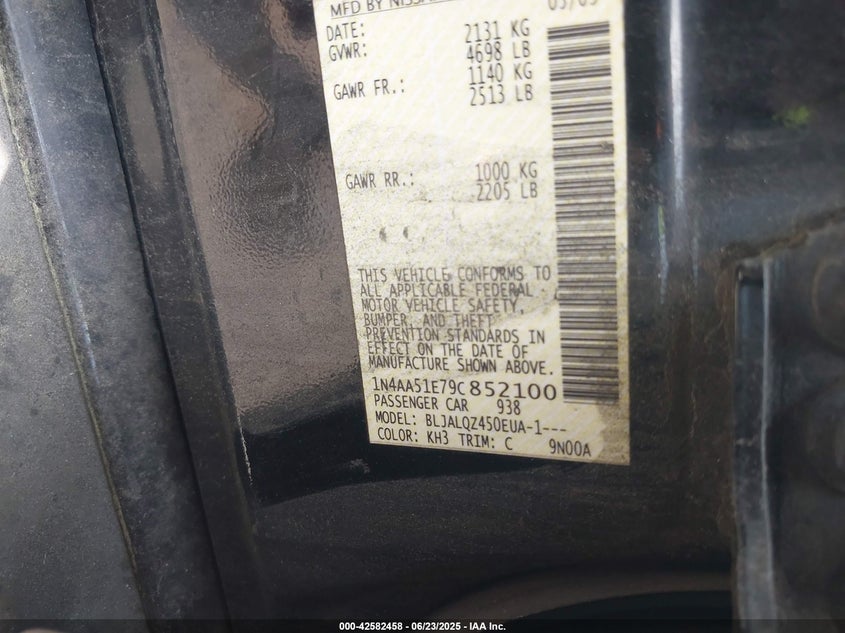 MFD BY NISSA
DATE:
GVWR: 2131 KG
4698 LB
GAWR FR.: 1140 KG
2513 LB
GAWR RR.: 1000 KG
2205 LB
THIS VEHICLE CONFORMS TO
ALL APPLICABLE FEDERAL
MOTOR VEHICLE SAFETY,
BUMPER, AND THEFT
PREVENTION STANDARDS IN
EFFECT ON THE DATE OF
MANUFACTURE SHOWN ABOVE.
1N4AA51E79C852100
PASSENGER CAR 938
MODEL: BLJALQZ450EUA-1---
COLOR: KH3 TRIM: C 9N00A
000-42582458 - 06/23/2025 - IAA Inc.